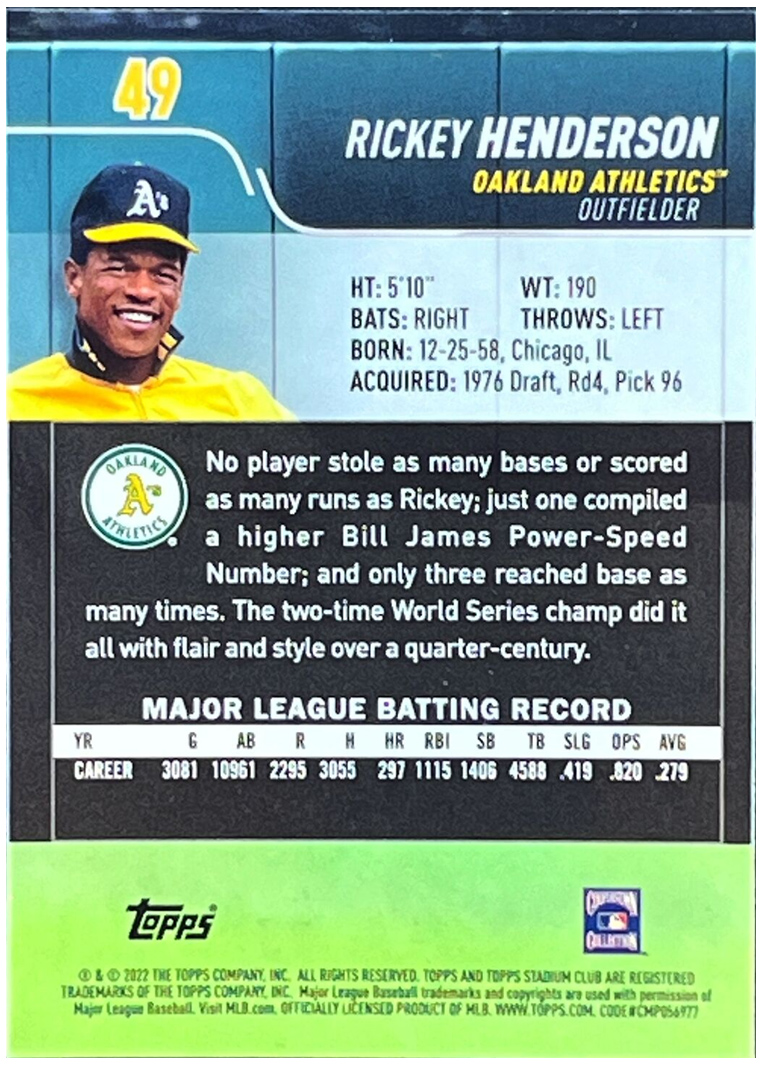 49
RICKEY HENDERSON
OAKLAND ATHLETICS™
OUTFIELDER
A's
HT: 5'10" WT: 190
BATS: RIGHT THROWS: LEFT
BORN: 12-25-58, Chicago, IL
ACQUIRED: 1976 Draft, Rd4, Pick 96
OAKLAND
A's
ATHLETICS
No player stole as many bases or scored
as many runs as Rickey; just one compiled
a higher Bill James Power-Speed
Number; and only three reached base as
many times. The two-time World Series champ did it
all with flair and style over a quarter-century.
MAJOR LEAGUE BATTING RECORD
YR G AB R H HR RBI SB TB SLG OPS AVG
CAREER 3081 10961 2295 3055 297 1115 1406 4588 .419 .820 .279
topps
COOPERSTOWN
COLLECTION
® & © 2022 THE TOPPS COMPANY, INC. ALL RIGHTS RESERVED. TOPPS AND TOPPS STADIUM CLUB ARE REGISTERED
TRADEMARKS OF THE TOPPS COMPANY, INC. Major League Baseball trademarks and copyrights are used with permission of
Major League Baseball. Visit MLB.com. OFFICIALLY LICENSED PRODUCT OF MLB. WWW.TOPPS.COM. CODE#CMP056977